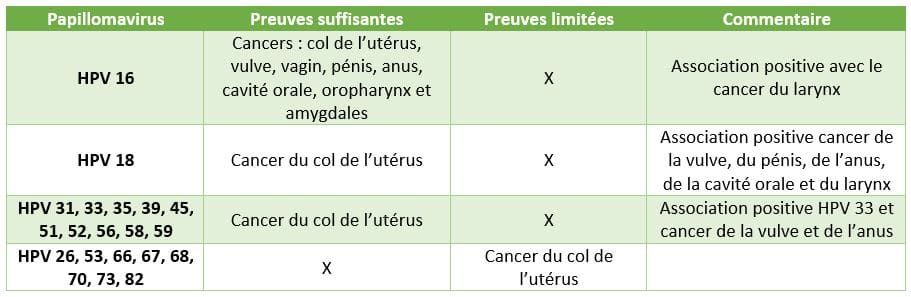 Papillomavirus Preuves suffisantes Preuves limitées Commentaire
HPV 16
Cancers : col de l’utérus,
vulve, vagin, pénis, anus,
cavité orale, oropharynx et
amygdales
X
Association positive avec le
cancer du larynx
HPV 18
Cancer du col de l’utérus
X
Association positive cancer de
la vulve, du pénis, de l’anus,
de la cavité orale et du larynx
HPV 31, 33, 35, 39, 45,
51, 52, 56, 58, 59
Cancer du col de l’utérus
X
Association positive HPV 33 et
cancer de la vulve et de l’anus
HPV 26, 53, 66, 67, 68,
70, 73, 82
X
Cancer du col de
l’utérus